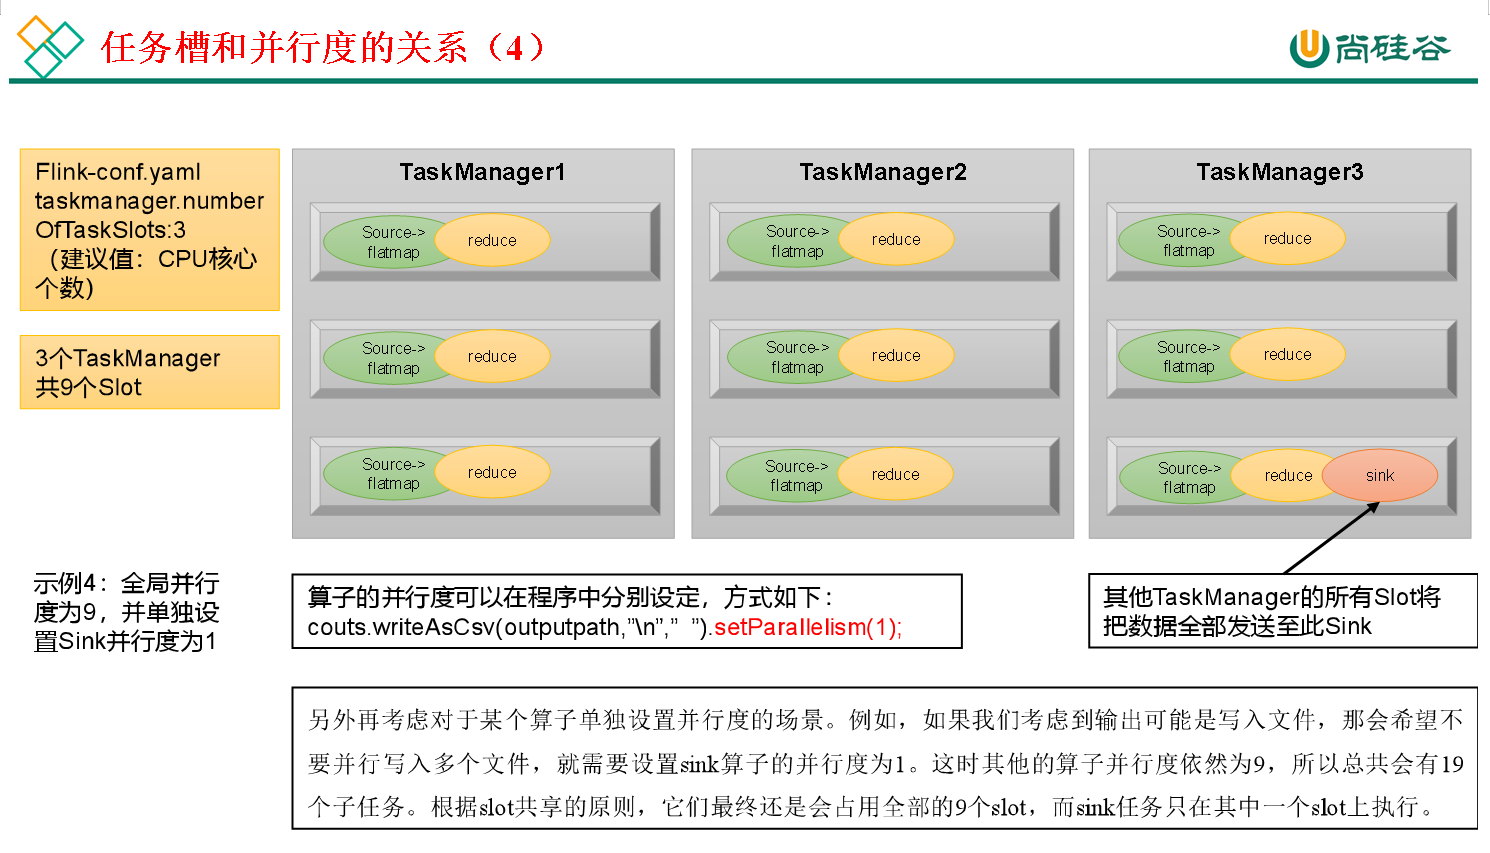 任务槽和并行度的关系（4）
尚硅谷
Flink-conf.yaml
taskmanager.number
OfTaskSlots:3
（建议值：CPU核心
个数）
3个TaskManager
共9个Slot
TaskManager1
Source->
flatmap
reduce
Source->
flatmap
reduce
Source->
flatmap
reduce
TaskManager2
Source->
flatmap
reduce
Source->
flatmap
reduce
Source->
flatmap
reduce
TaskManager3
Source->
flatmap
reduce
Source->
flatmap
reduce
Source->
flatmap
reduce
sink
示例4：全局并行
度为9，并单独设
置Sink并行度为1
算子的并行度可以在程序中分别设定，方式如下：
couts.writeAsCsv(outputpath,”\n”,” ”).setParallelism(1);
其他TaskManager的所有Slot将
把数据全部发送至此Sink
另外再考虑对于某个算子单独设置并行度的场景。例如，如果我们考虑到输出可能是写入文件，那会希望不
要并行写入多个文件，就需要设置sink算子的并行度为1。这时其他的算子并行度依然为9，所以总共会有19
个子任务。根据slot共享的原则，它们最终还是会占用全部的9个slot，而sink任务只在其中一个slot上执行。